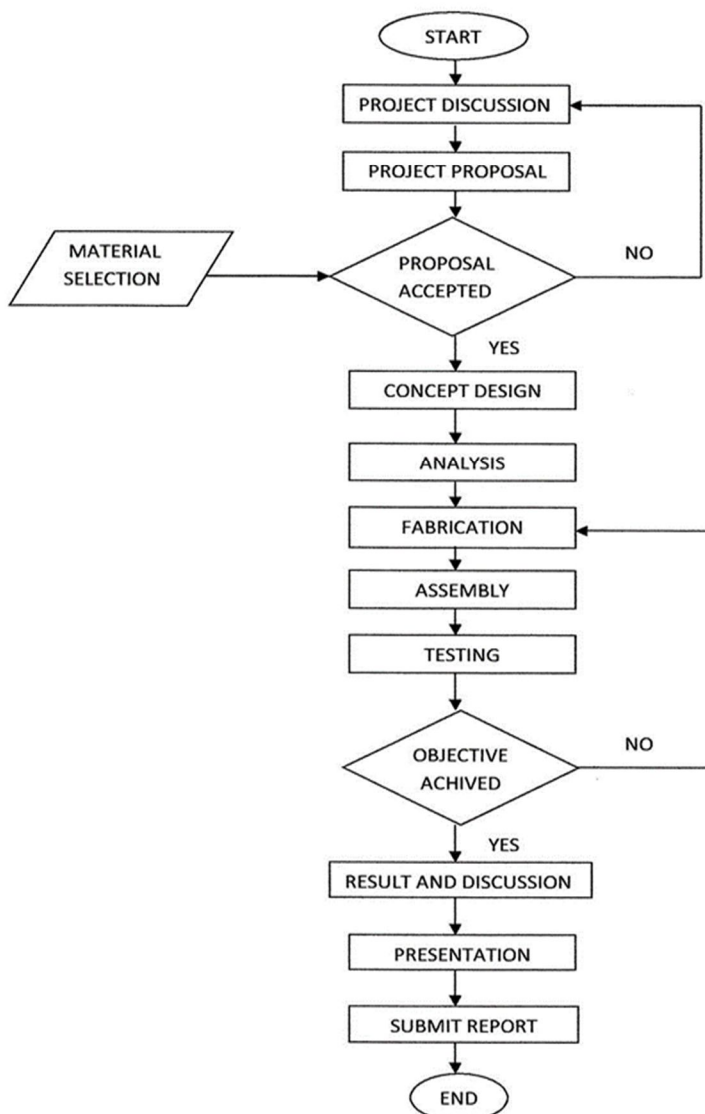 START
PROJECT DISCUSSION
PROJECT PROPOSAL
MATERIAL
SELECTION
PROPOSAL
ACCEPTED
NO
YES
CONCEPT DESIGN
ANALYSIS
FABRICATION
ASSEMBLY
TESTING
OBJECTIVE
ACHIVED
NO
YES
RESULT AND DISCUSSION
PRESENTATION
SUBMIT REPORT
END